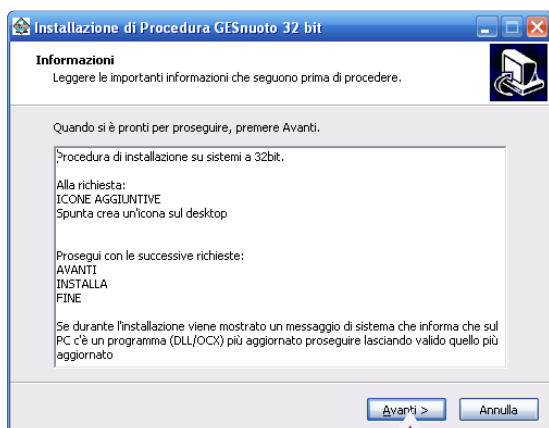 Installazione di Procedura GESnuoto 32 bit
Informazioni
Leggere le importanti informazioni che seguono prima di procedere.
Quando si è pronti per proseguire, premere Avanti.
Procedura di installazione su sistemi a 32bit.
Alla richiesta:
ICONE AGGIUNTIVE
Spunta crea un'icona sul desktop
Prosegui con le successive richieste:
AVANTI
INSTALLA
FINE
Se durante l'installazione viene mostrato un messaggio di sistema che informa che sul
PC c'è un programma (DLL/OCX) più aggiornato proseguire lasciando valido quello più
aggiornato
Avanti > Annulla